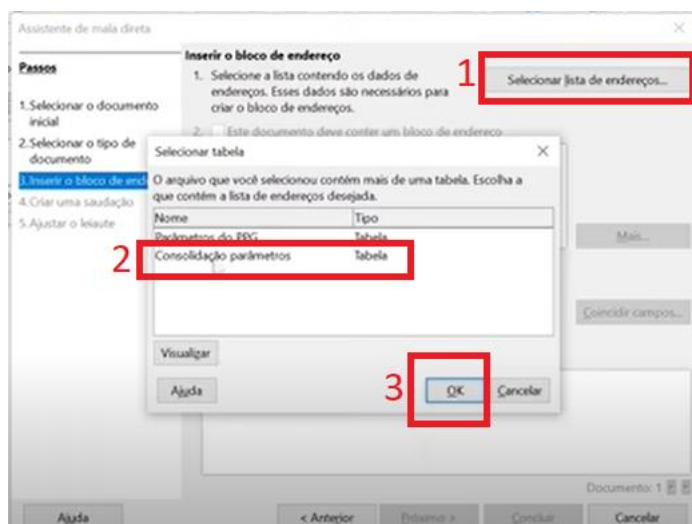 Assistente de mala direta
Passos
1.Selecionar o documento
inicial
2.Selecionar o tipo de
documento
3.Inserir o bloco de end
4.Criar uma saudação
5.Ajustar o leiaute
Inserir o bloco de endereço
1. Selecione a lista contendo os dados de
endereços. Esses dados são necessários para
criar o bloco de endereços.
1
Selecionar lista de endereços...
2. Este documento deve conter um bloco de endereço
Selecionar tabela
O arquivo que você selecionou contém mais de uma tabela. Escolha a
que contém a lista de endereços desejada.
Nome Tipo
Parâmetros do PPG Tabela
2
Consolidação parâmetros Tabela
Visualizar
Ajuda
3
OK
Cancelar
Mais...
Coincidir campos...
Documento: 1
Ajuda
< Anterior
Próximo >
Concluir
Cancelar